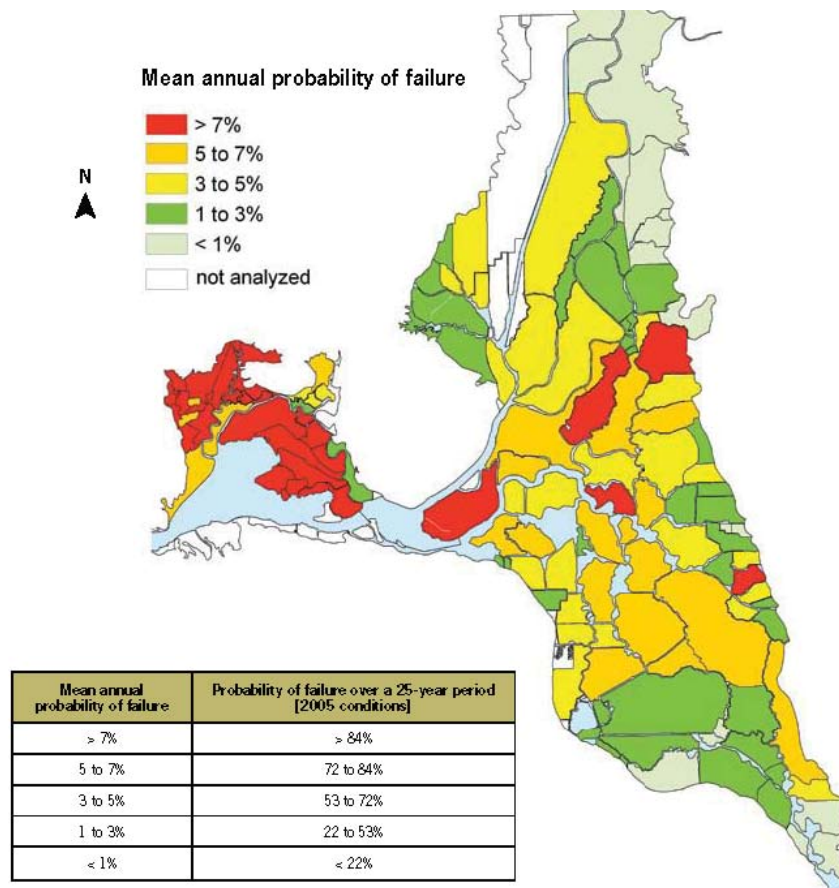 Mean annual probability of failure
> 7%
5 to 7%
3 to 5%
1 to 3%
< 1%
not analyzed
N
Mean annual
probability of failure
Probability of failure over a 25-year period
[2005 conditions]
> 7%
> 84%
5 to 7%
72 to 84%
3 to 5%
53 to 72%
1 to 3%
22 to 53%
< 1%
< 22%